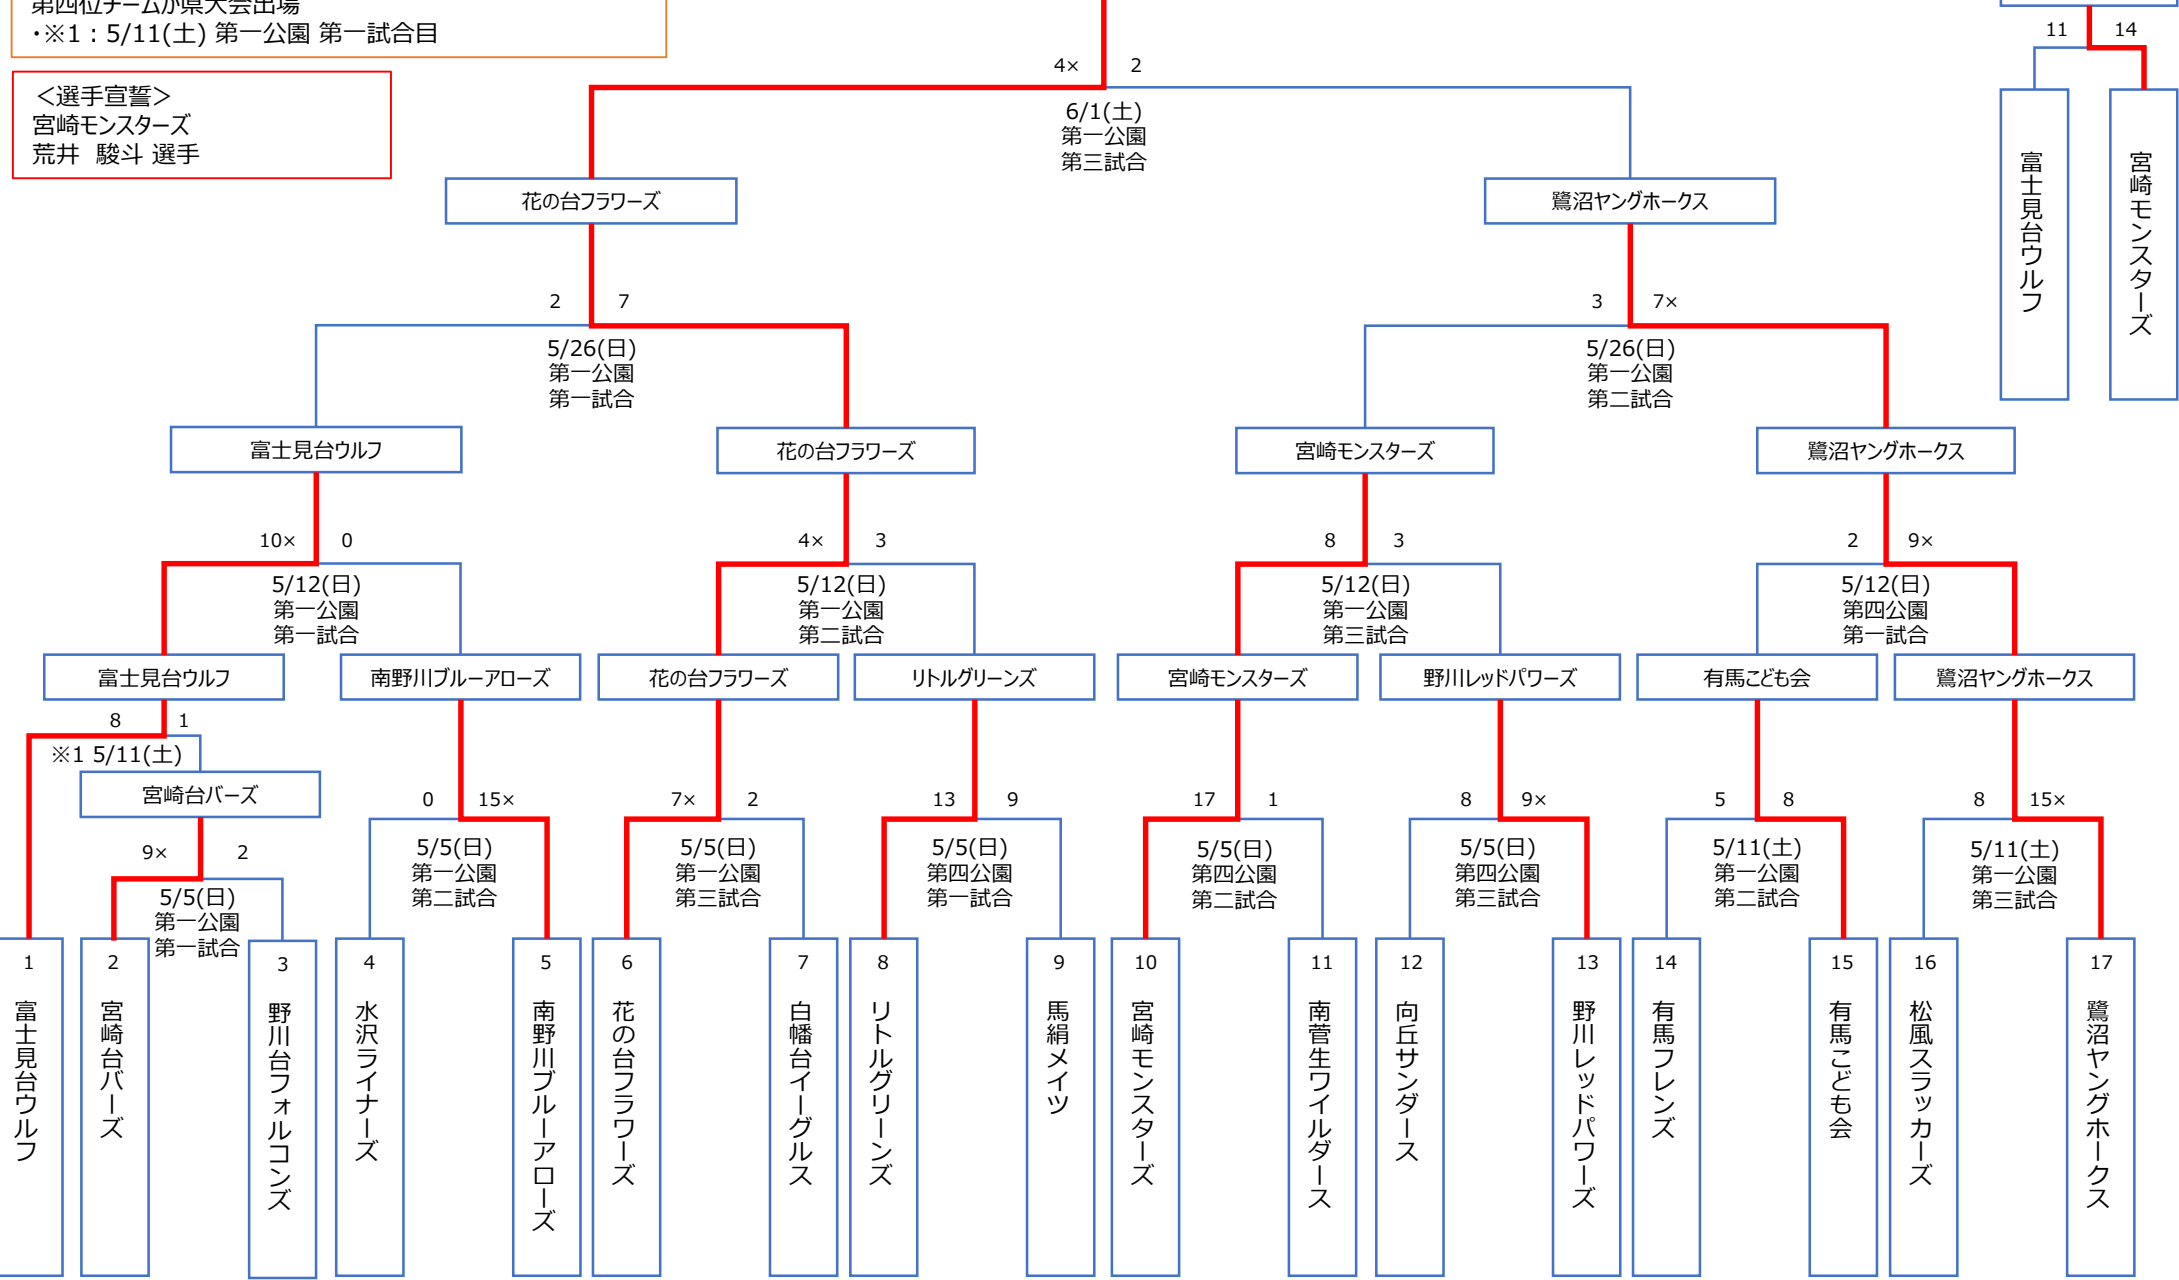 第四位チームが県大会出場
・※1：5/11(土) 第一公園 第一試合目
＜選手宣誓＞
宮崎モンスターズ
荒井 駿斗 選手
11 14
富士見台ウルフ
宮崎モンスターズ
4× 2
6/1(土)
第一公園
第三試合
花の台フラワーズ
鷺沼ヤングホークス
2 7
5/26(日)
第一公園
第一試合
3 7×
5/26(日)
第一公園
第二試合
富士見台ウルフ
花の台フラワーズ
宮崎モンスターズ
鷺沼ヤングホークス
10× 0
5/12(日)
第一公園
第一試合
4× 3
5/12(日)
第一公園
第二試合
8 3
5/12(日)
第一公園
第三試合
2 9×
5/12(日)
第四公園
第一試合
富士見台ウルフ
南野川ブルーアローズ
花の台フラワーズ
リトルグリーンズ
宮崎モンスターズ
野川レッドパワーズ
有馬こども会
鷺沼ヤングホークス
8 1
※1 5/11(土)
宮崎台バーズ
9× 2
5/5(日)
第一公園
第一試合
0 15×
5/5(日)
第一公園
第二試合
7× 2
5/5(日)
第一公園
第三試合
13 9
5/5(日)
第四公園
第一試合
17 1
5/5(日)
第四公園
第二試合
8 9×
5/5(日)
第四公園
第三試合
5 8
5/11(土)
第一公園
第二試合
8 15×
5/11(土)
第一公園
第三試合
1
富士見台ウルフ
2
宮崎台バーズ
3
野川台フォルコンズ
4
水沢ライナーズ
5
南野川ブルーアローズ
6
花の台フラワーズ
7
白幡台イーグルス
8
リトルグリーンズ
9
馬絹メイツ
10
宮崎モンスターズ
11
南菅生ワイルダース
12
向丘サンダース
13
野川レッドパワーズ
14
有馬フレンズ
15
有馬こども会
16
松風スラッカーズ
17
鷺沼ヤングホークス